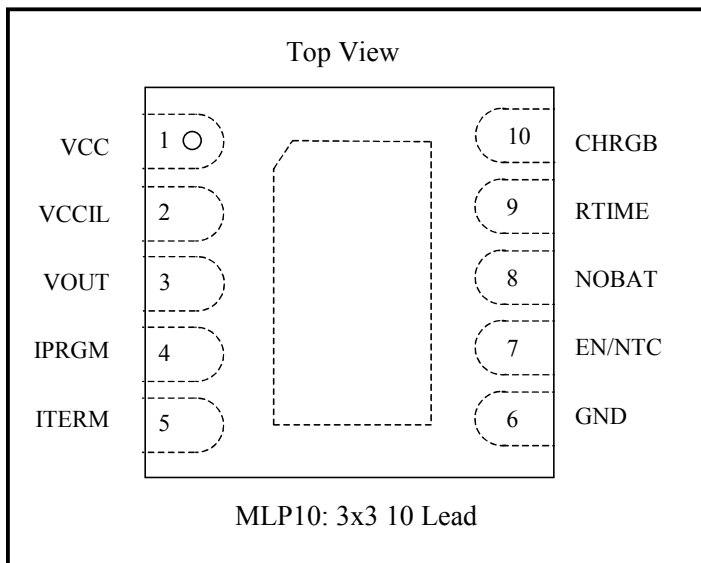 Top View
VCC 1 10 CHRGB
VCCIL 2 9 RTIME
VOUT 3 8 NOBAT
IPRGM 4 7 EN/NTC
ITERM 5 6 GND
MLP10: 3x3 10 Lead